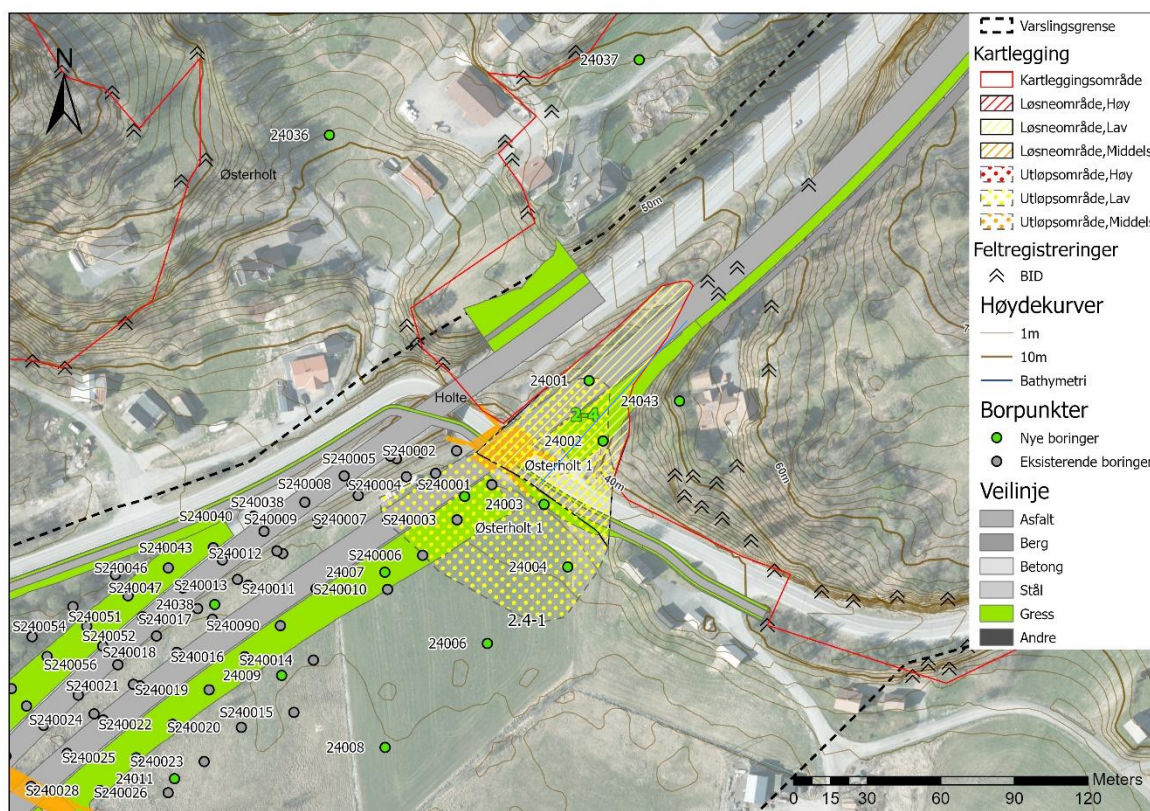 N
24037
24036
Østerholt
50m
24001
24043
2-4
Holte
24002
S240002
S240005
Østerholt 1
40m
S240008
S240004
S240001
60m
S240038
24003
S240040
S240009
S240007
S240003
Østerholt 1
S240043
S240012
S240006
S240046
24007
24004
S240047
S240013
S240011
S240010
24038
S240051
S240017
S240090
2.4-1
S240054
S240052
24006
S240018
S240016
S240014
S240056
24009
S240021
S240019
S240015
S240024
S240022
S240020
24008
S240025
S240023
24011
S240028
S240026
Meters
0 15 30 60 90 120
Varslingsgrense
Kartlegging
Kartleggingsområde
Løsneområde,Høy
Løsneområde,Lav
Løsneområde,Middels
Utløpsområde,Høy
Utløpsområde,Lav
Utløpsområde,Middels
Feltregistreringer
BID
Høydekurver
1m
10m
Bathymetri
Borpunkter
Nye boringer
Eksisterende boringer
Veilinje
Asfalt
Berg
Betong
Stål
Gress
Andre